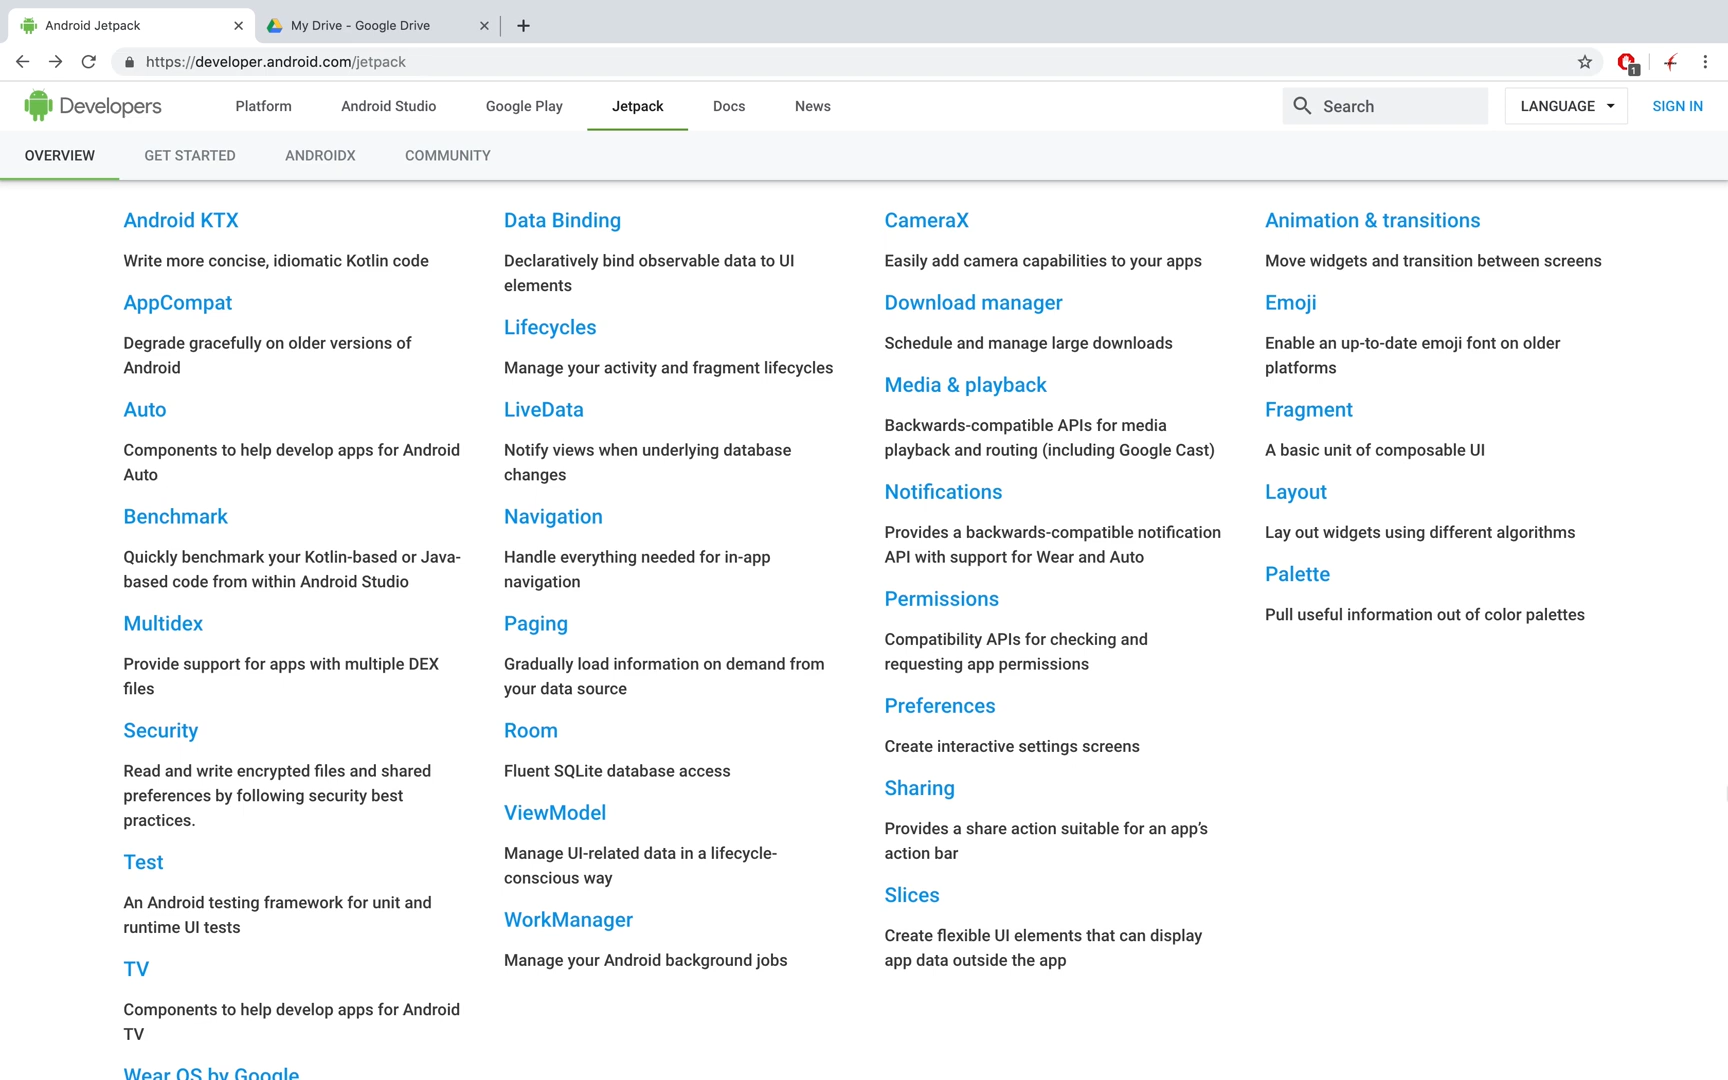 Android Jetpack
My Drive - Google Drive
https://developer.android.com/jetpack
1
Developers
Platform
Android Studio
Google Play
Jetpack
Docs
News
Search
LANGUAGE
SIGN IN
OVERVIEW
GET STARTED
ANDROIDX
COMMUNITY
Android KTX
Write more concise, idiomatic Kotlin code
AppCompat
Degrade gracefully on older versions of
Android
Auto
Components to help develop apps for Android
Auto
Benchmark
Quickly benchmark your Kotlin-based or Java-
based code from within Android Studio
Multidex
Provide support for apps with multiple DEX
files
Security
Read and write encrypted files and shared
preferences by following security best
practices.
Test
An Android testing framework for unit and
runtime UI tests
TV
Components to help develop apps for Android
TV
Wear OS by Google
Data Binding
Declaratively bind observable data to UI
elements
Lifecycles
Manage your activity and fragment lifecycles
LiveData
Notify views when underlying database
changes
Navigation
Handle everything needed for in-app
navigation
Paging
Gradually load information on demand from
your data source
Room
Fluent SQLite database access
ViewModel
Manage UI-related data in a lifecycle-
conscious way
WorkManager
Manage your Android background jobs
CameraX
Easily add camera capabilities to your apps
Download manager
Schedule and manage large downloads
Media & playback
Backwards-compatible APIs for media
playback and routing (including Google Cast)
Notifications
Provides a backwards-compatible notification
API with support for Wear and Auto
Permissions
Compatibility APIs for checking and
requesting app permissions
Preferences
Create interactive settings screens
Sharing
Provides a share action suitable for an app’s
action bar
Slices
Create flexible UI elements that can display
app data outside the app
Animation & transitions
Move widgets and transition between screens
Emoji
Enable an up-to-date emoji font on older
platforms
Fragment
A basic unit of composable UI
Layout
Lay out widgets using different algorithms
Palette
Pull useful information out of color palettes